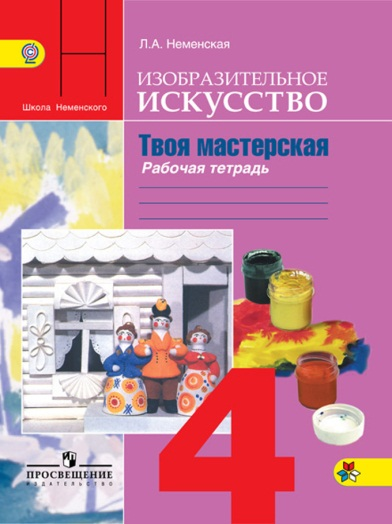 Л.А. Неменская
Школа Неменского
ИЗОБРАЗИТЕЛЬНОЕ
ИСКУССТВО
Твоя мастерская
Рабочая тетрадь
4
ПРОСВЕЩЕНИЕ
ИЗДАТЕЛЬСТВО